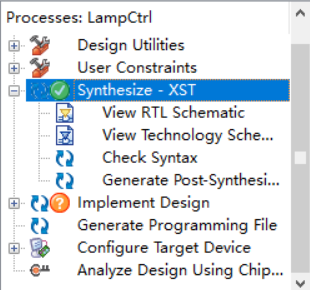 Processes: LampCtrl
Design Utilities
User Constraints
Synthesize - XST
View RTL Schematic
View Technology Sche...
Check Syntax
Generate Post-Synthesi...
Implement Design
Generate Programming File
Configure Target Device
Analyze Design Using Chip...